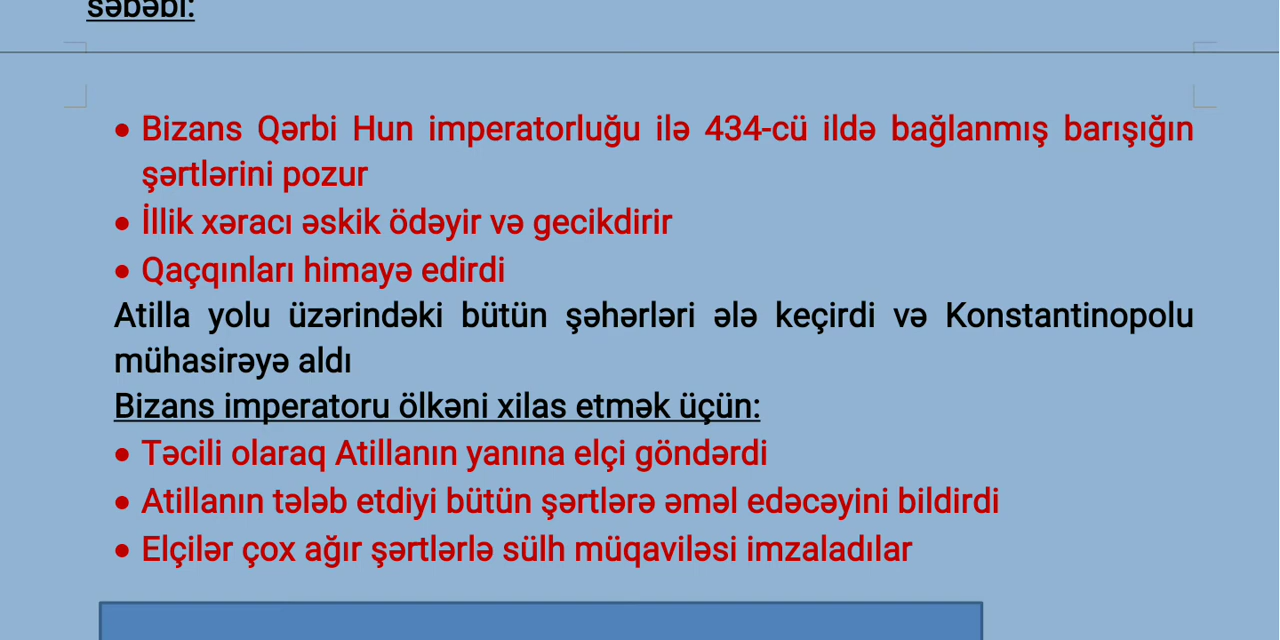 səbəbi:
• Bizans Qərbi Hun imperatorluğu ilə 434-cü ildə bağlanmış barışığın
şərtlərini pozur
• İllik xəracı əskik ödəyir və gecikdirir
• Qaçqınları himayə edirdi
Atilla yolu üzərindəki bütün şəhərləri ələ keçirdi və Konstantinopolu
mühasirəyə aldı
Bizans imperatoru ölkəni xilas etmək üçün:
• Təcili olaraq Atillanın yanına elçi göndərdi
• Atillanın tələb etdiyi bütün şərtlərə əməl edəcəyini bildirdi
• Elçilər çox ağır şərtlərlə sülh müqaviləsi imzaladılar